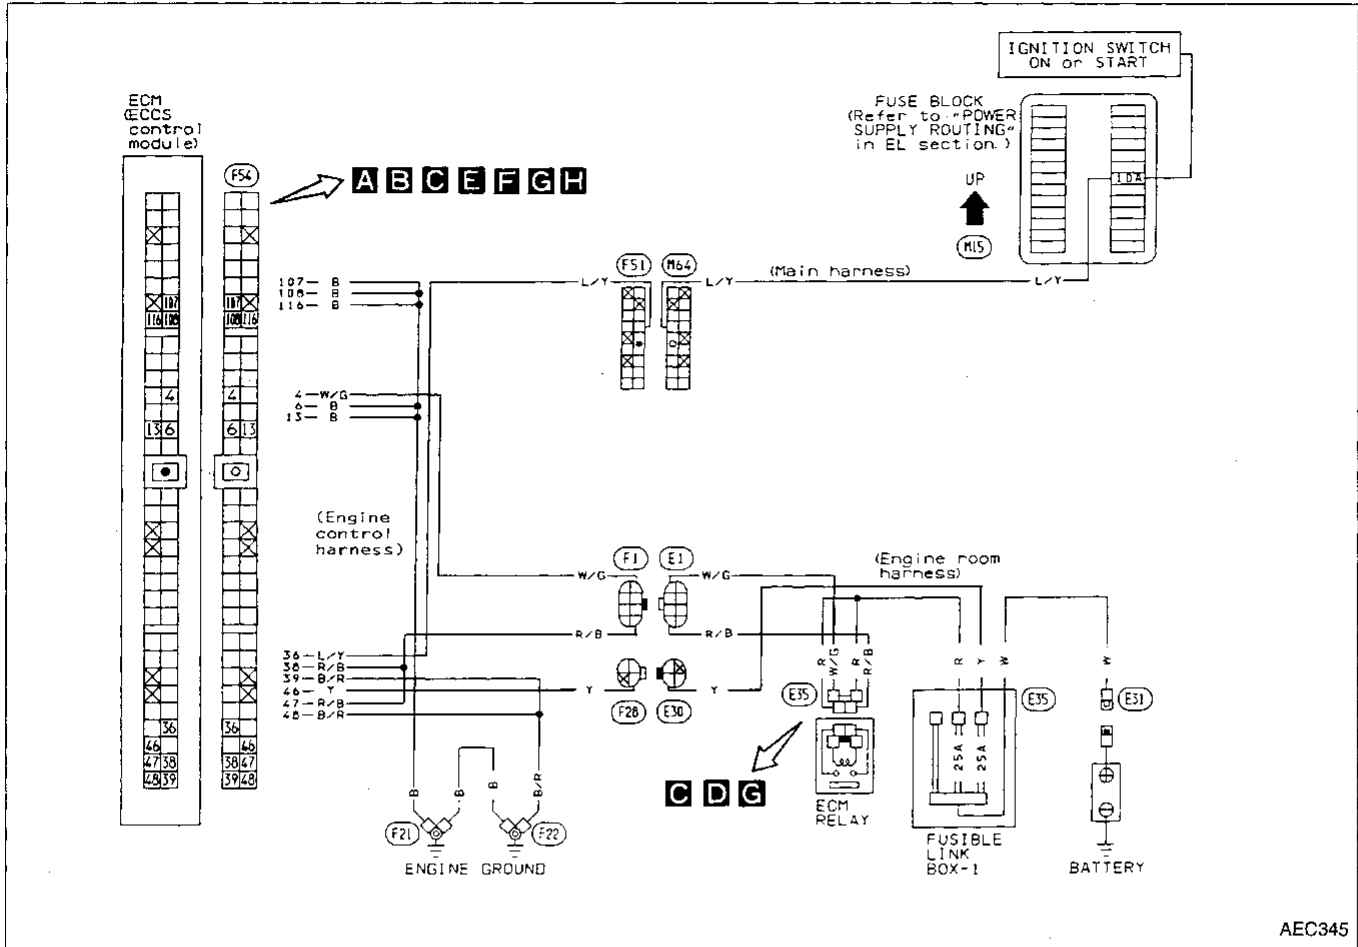 IGNITION SWITCH
ON or START
FUSE BLOCK
(Refer to "POWER
SUPPLY ROUTING"
in EL section.)
10A
UP
M15
ECM
(ECCS
control
module)
F54
A B C E F G H
F51 M64
L/Y L/Y (Main harness) L/Y
107 B
108 B
116 B
107 107
116 108 108 116
4 W/G
6 B
13 B
4 4
13 6 6 13
(Engine
control
harness)
F1 E1
W/G W/G
(Engine room
harness)
R/B R/B
R W/G R R/B
R Y W
W
36 L/Y
38 R/B
39 B/R
46 Y
47 R/B
48 B/R
Y Y
F28 E30
E35
E35
E31
36 36
46 46
47 38 38 47
48 39 39 48
25A 25A
C D G
ECM
RELAY
B B B B/R
F21 F22
ENGINE GROUND
FUSIBLE
LINK
BOX-1
BATTERY
AEC345